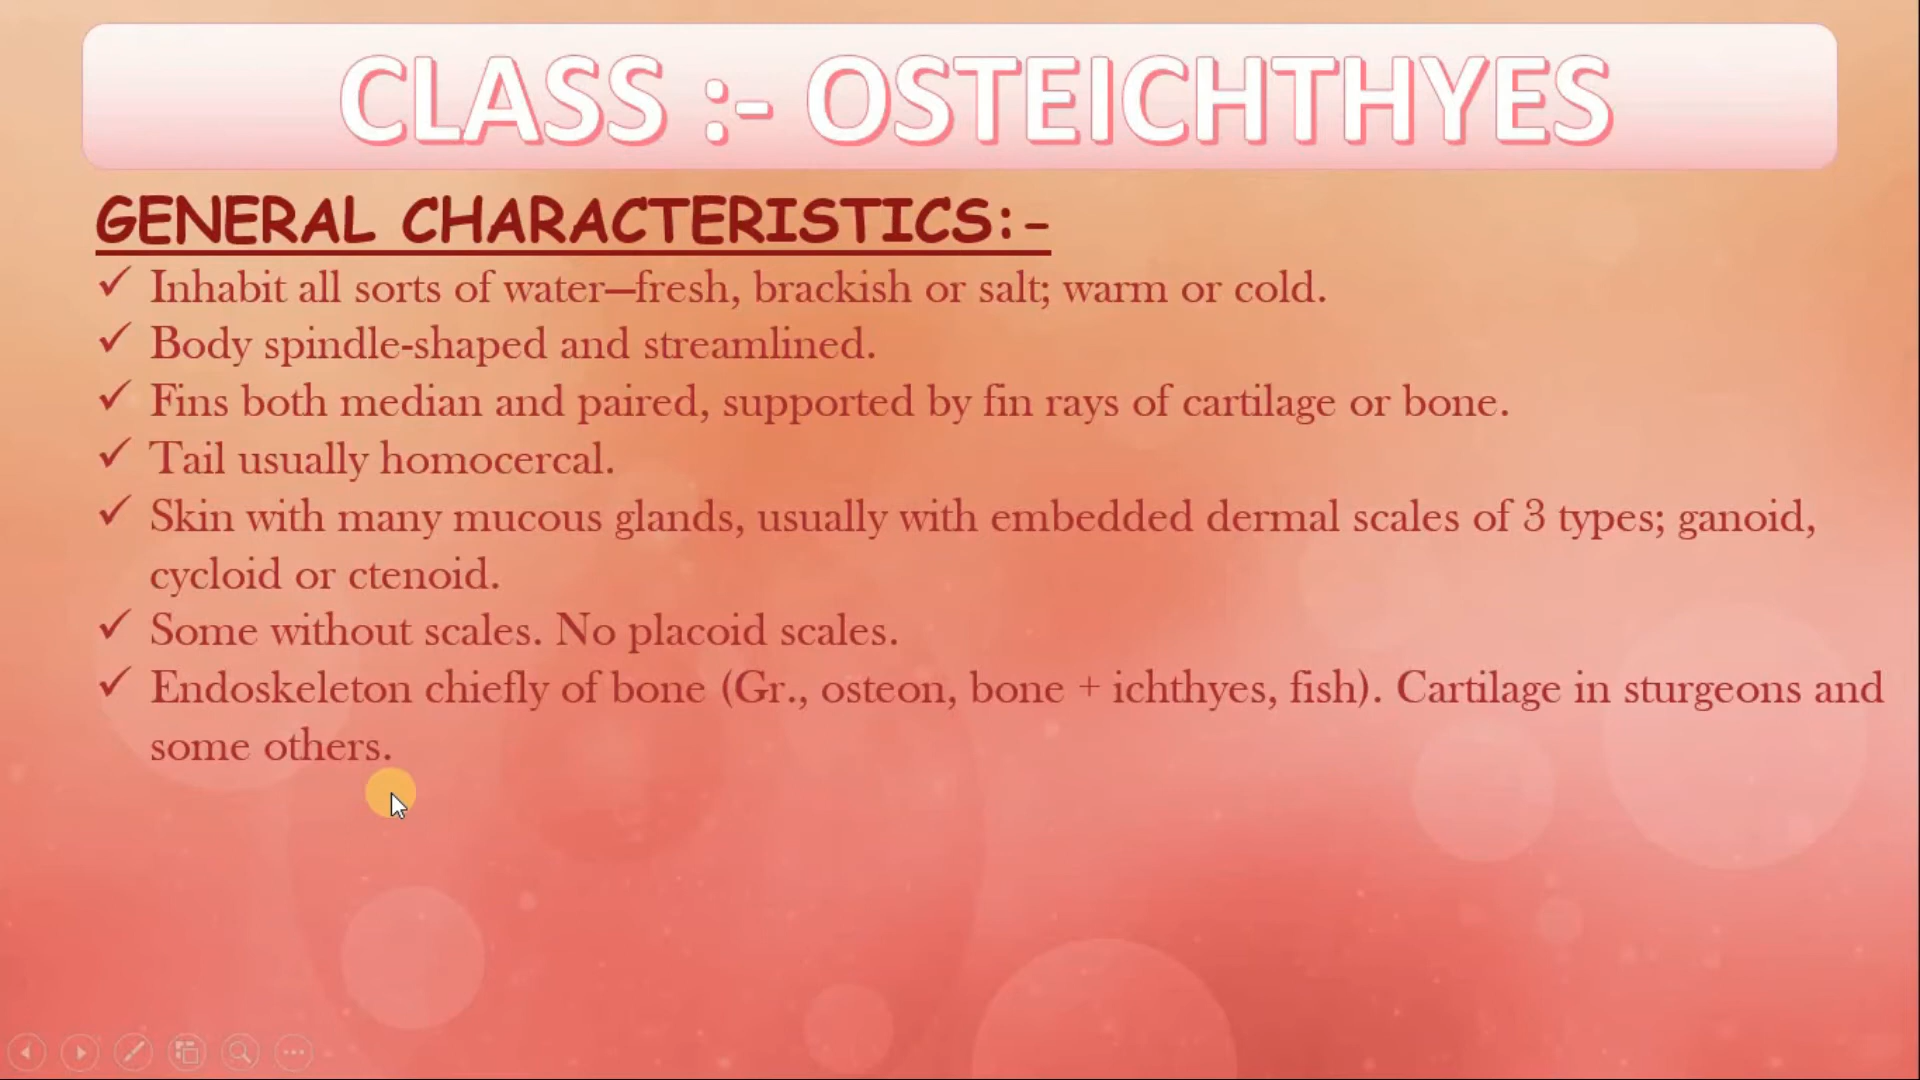 CLASS :- OSTEICHTHYES
GENERAL CHARACTERISTICS:-
✓ Inhabit all sorts of water—fresh, brackish or salt; warm or cold.
✓ Body spindle-shaped and streamlined.
✓ Fins both median and paired, supported by fin rays of cartilage or bone.
✓ Tail usually homocercal.
✓ Skin with many mucous glands, usually with embedded dermal scales of 3 types; ganoid,
cycloid or ctenoid.
✓ Some without scales. No placoid scales.
✓ Endoskeleton chiefly of bone (Gr., osteon, bone + ichthyes, fish). Cartilage in sturgeons and
some others.